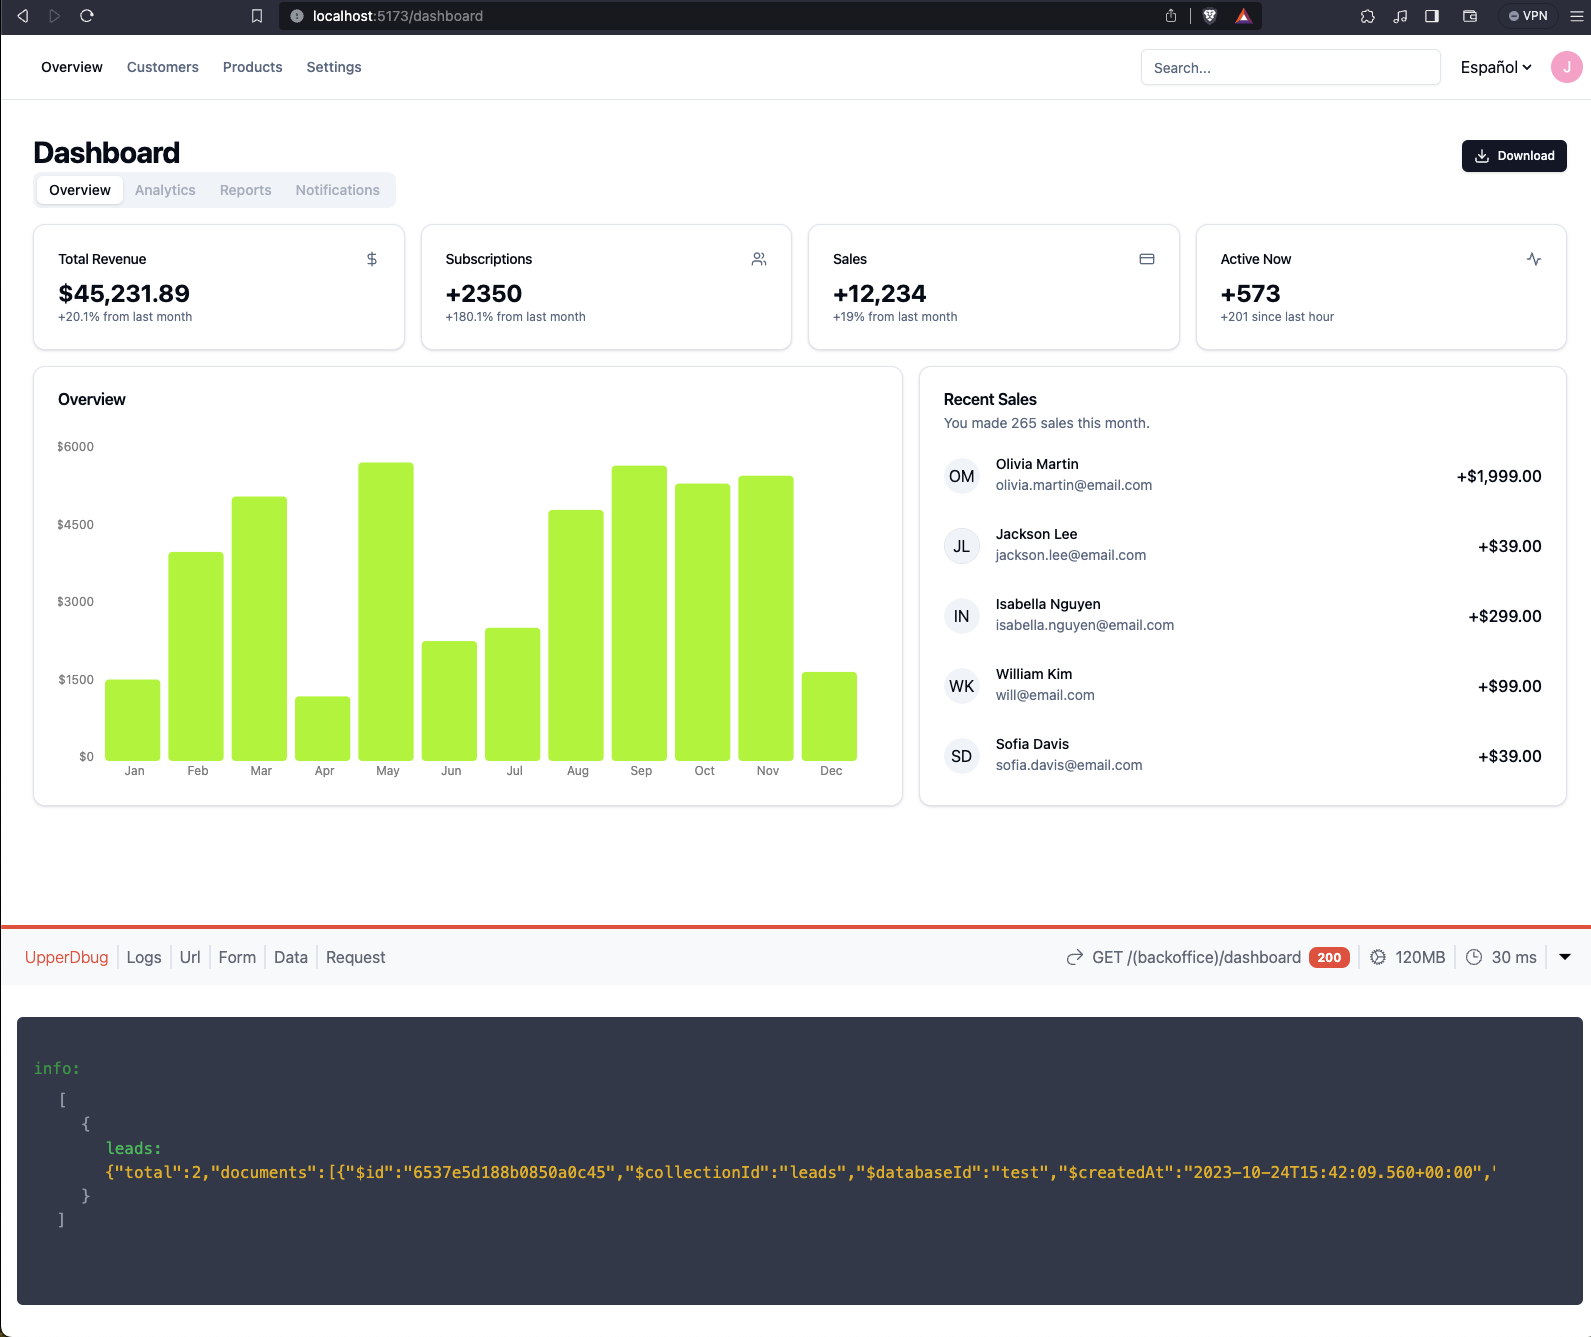 localhost:5173/dashboard
VPN
Overview Customers Products Settings
Search...
Español
J
Dashboard
Download
Overview Analytics Reports Notifications
Total Revenue
$45,231.89
+20.1% from last month
Subscriptions
+2350
+180.1% from last month
Sales
+12,234
+19% from last month
Active Now
+573
+201 since last hour
Overview
$6000
$4500
$3000
$1500
$0
Jan Feb Mar Apr May Jun Jul Aug Sep Oct Nov Dec
Recent Sales
You made 265 sales this month.
OM
Olivia Martin
olivia.martin@email.com
+$1,999.00
JL
Jackson Lee
jackson.lee@email.com
+$39.00
IN
Isabella Nguyen
isabella.nguyen@email.com
+$299.00
WK
William Kim
will@email.com
+$99.00
SD
Sofia Davis
sofia.davis@email.com
+$39.00
UpperDbug Logs Url Form Data Request
GET /(backoffice)/dashboard 200 120MB 30 ms
info:
[
{
leads:
{"total":2,"documents":[{"$id":"6537e5d188b0850a0c45","$collectionId":"leads","$databaseId":"test","$createdAt":"2023-10-24T15:42:09.560+00:00","
}
]